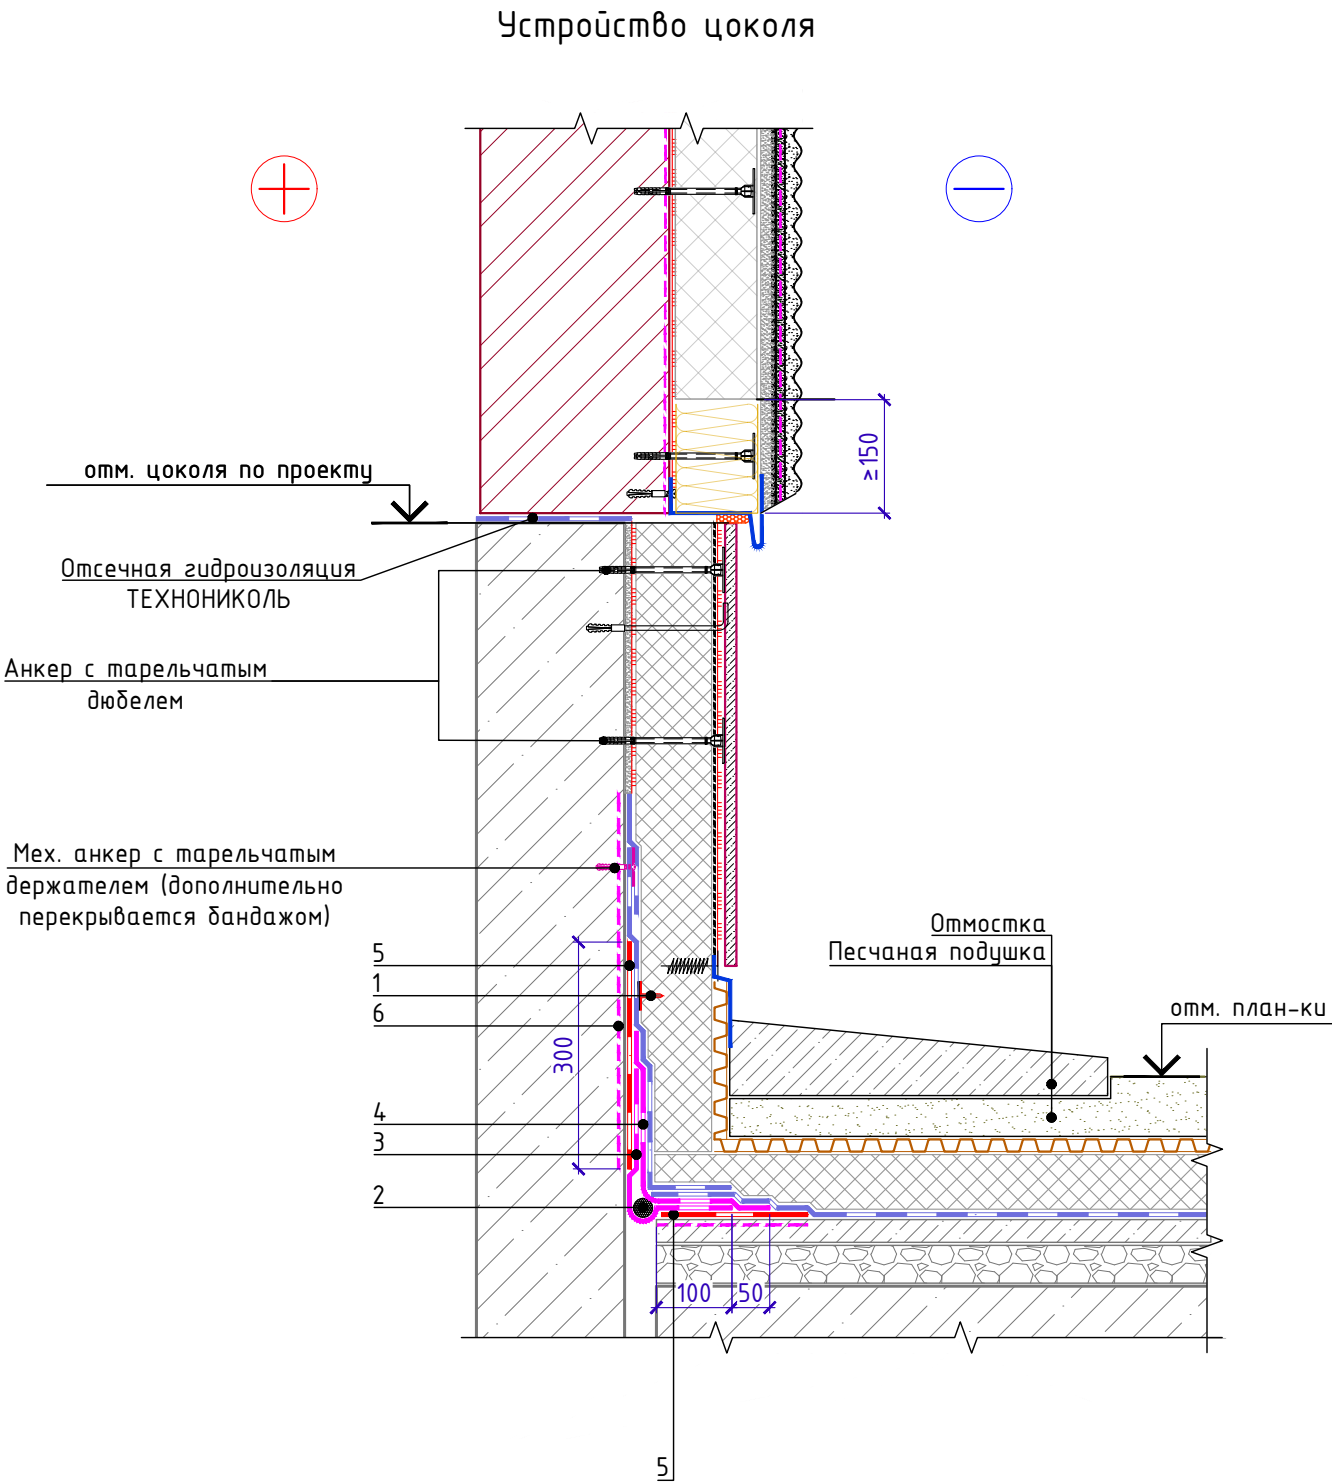 Устройство цоколя
≥150
отм. цоколя по проекту
Отсечная гидроизоляция
ТЕХНОНИКОЛЬ
Анкер с тарельчатым
дюбелем
Мех. анкер с тарельчатым
держателем (дополнительно
перекрывается бандажом)
Отмостка
Песчаная подушка
отм. план-ки
5
1
6
300
4
3
2
100
50
5